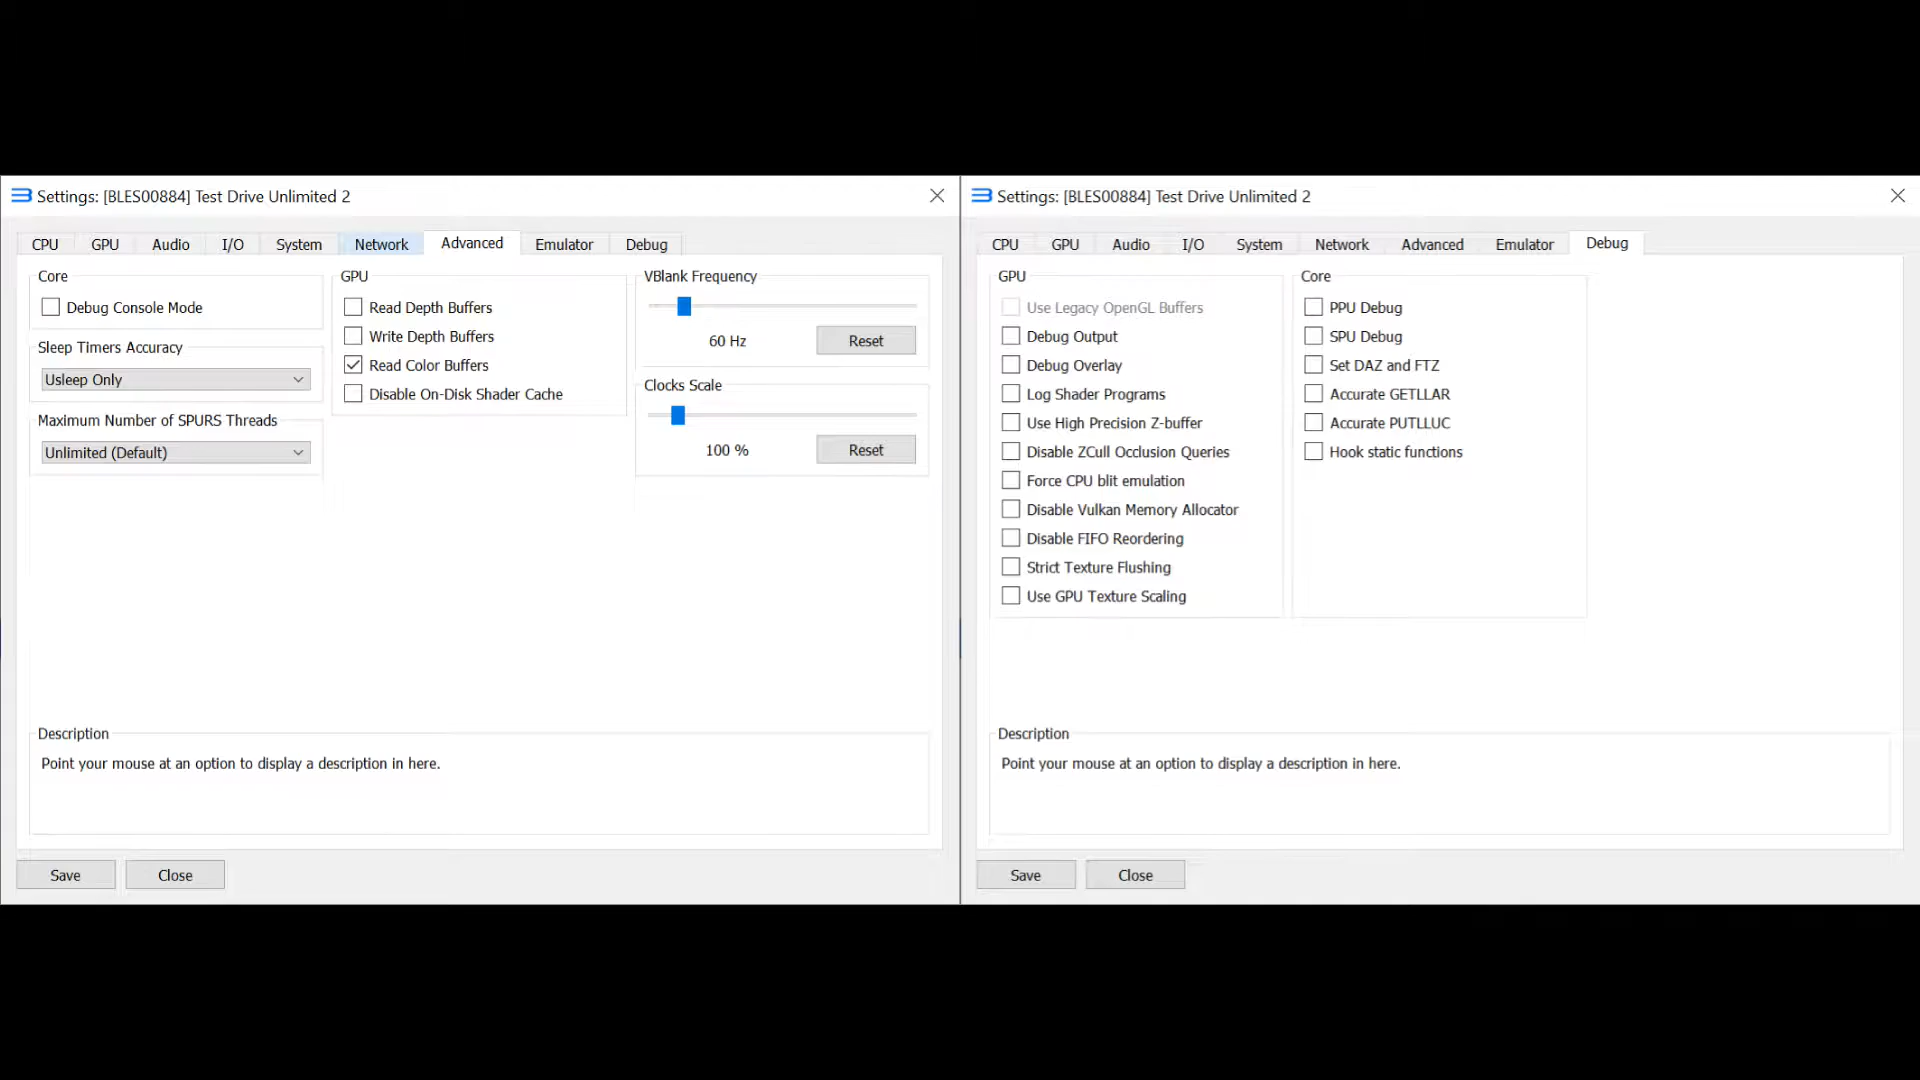 Settings: [BLES00884] Test Drive Unlimited 2
CPU GPU Audio I/O System Network Advanced Emulator Debug
Core
Debug Console Mode
Sleep Timers Accuracy
Usleep Only
Maximum Number of SPURS Threads
Unlimited (Default)
GPU
Read Depth Buffers
Write Depth Buffers
Read Color Buffers
Disable On-Disk Shader Cache
VBlank Frequency
60 Hz Reset
Clocks Scale
100 % Reset
Description
Point your mouse at an option to display a description in here.
Save Close
Settings: [BLES00884] Test Drive Unlimited 2
CPU GPU Audio I/O System Network Advanced Emulator Debug
GPU
Use Legacy OpenGL Buffers
Debug Output
Debug Overlay
Log Shader Programs
Use High Precision Z-buffer
Disable ZCull Occlusion Queries
Force CPU blit emulation
Disable Vulkan Memory Allocator
Disable FIFO Reordering
Strict Texture Flushing
Use GPU Texture Scaling
Core
PPU Debug
SPU Debug
Set DAZ and FTZ
Accurate GETLLAR
Accurate PUTLLUC
Hook static functions
Description
Point your mouse at an option to display a description in here.
Save Close